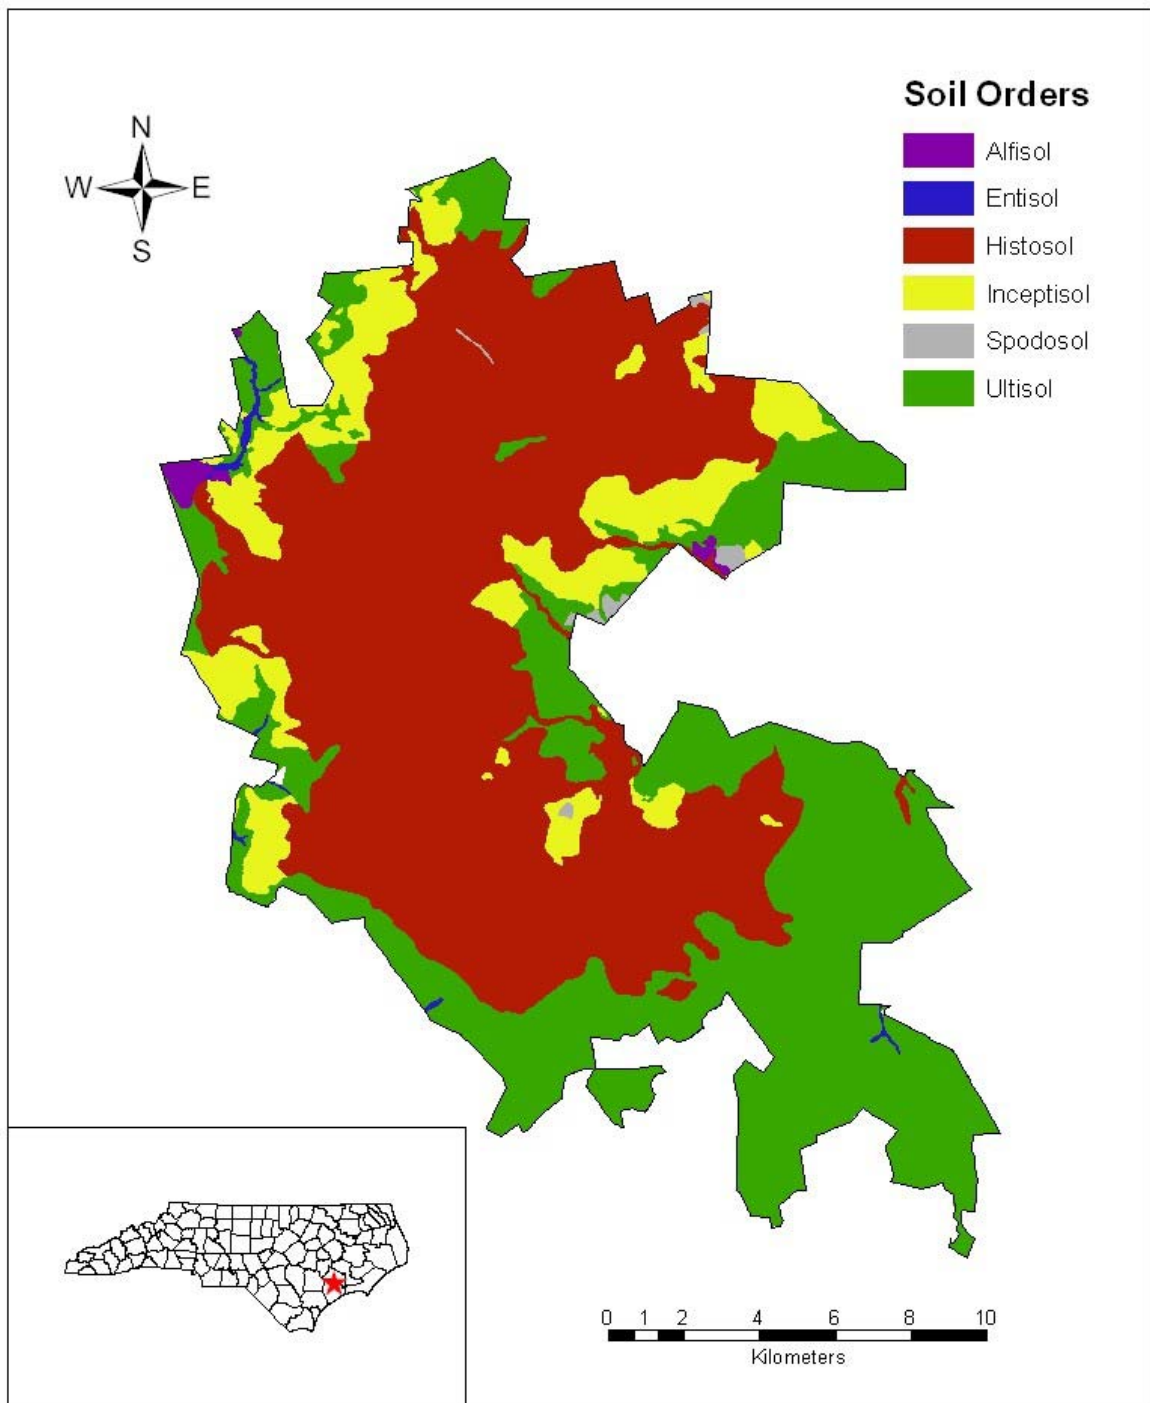 Soil Orders
Alfisol
Entisol
Histosol
Inceptisol
Spodosol
Ultisol
N
W E
S
0 1 2 4 6 8 10
Kilometers